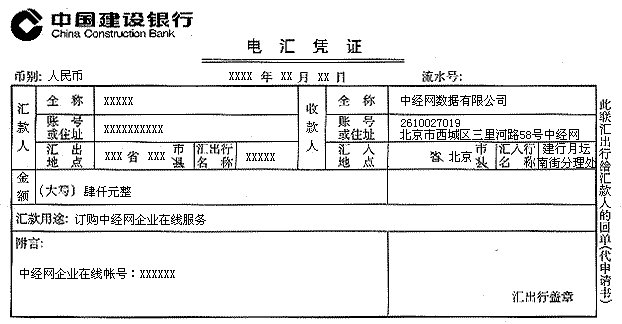 中国建设银行
China Construction Bank
电汇凭证
币别: 人民币 XXXX 年 XX 月 XX 日 流水号:
汇款人 全称 XXXXX 收款人 全称 中经网数据有限公司
账号或住址 XXXXXXXXXX 账号或住址 2610027019
北京市西城区三里河路58号中经网
汇出地点 XXX 省 XXX 市县 汇出行名称 XXXXX 汇入地点 省 北京 市县 汇入行名称 建行月坛南街分理处
金额 (大写) 肆仟元整
汇款用途: 订购中经网企业在线服务
附言:
中经网企业在线帐号：XXXXXX
汇出行盖章
此联汇出行给汇款人的回单(代申请书)